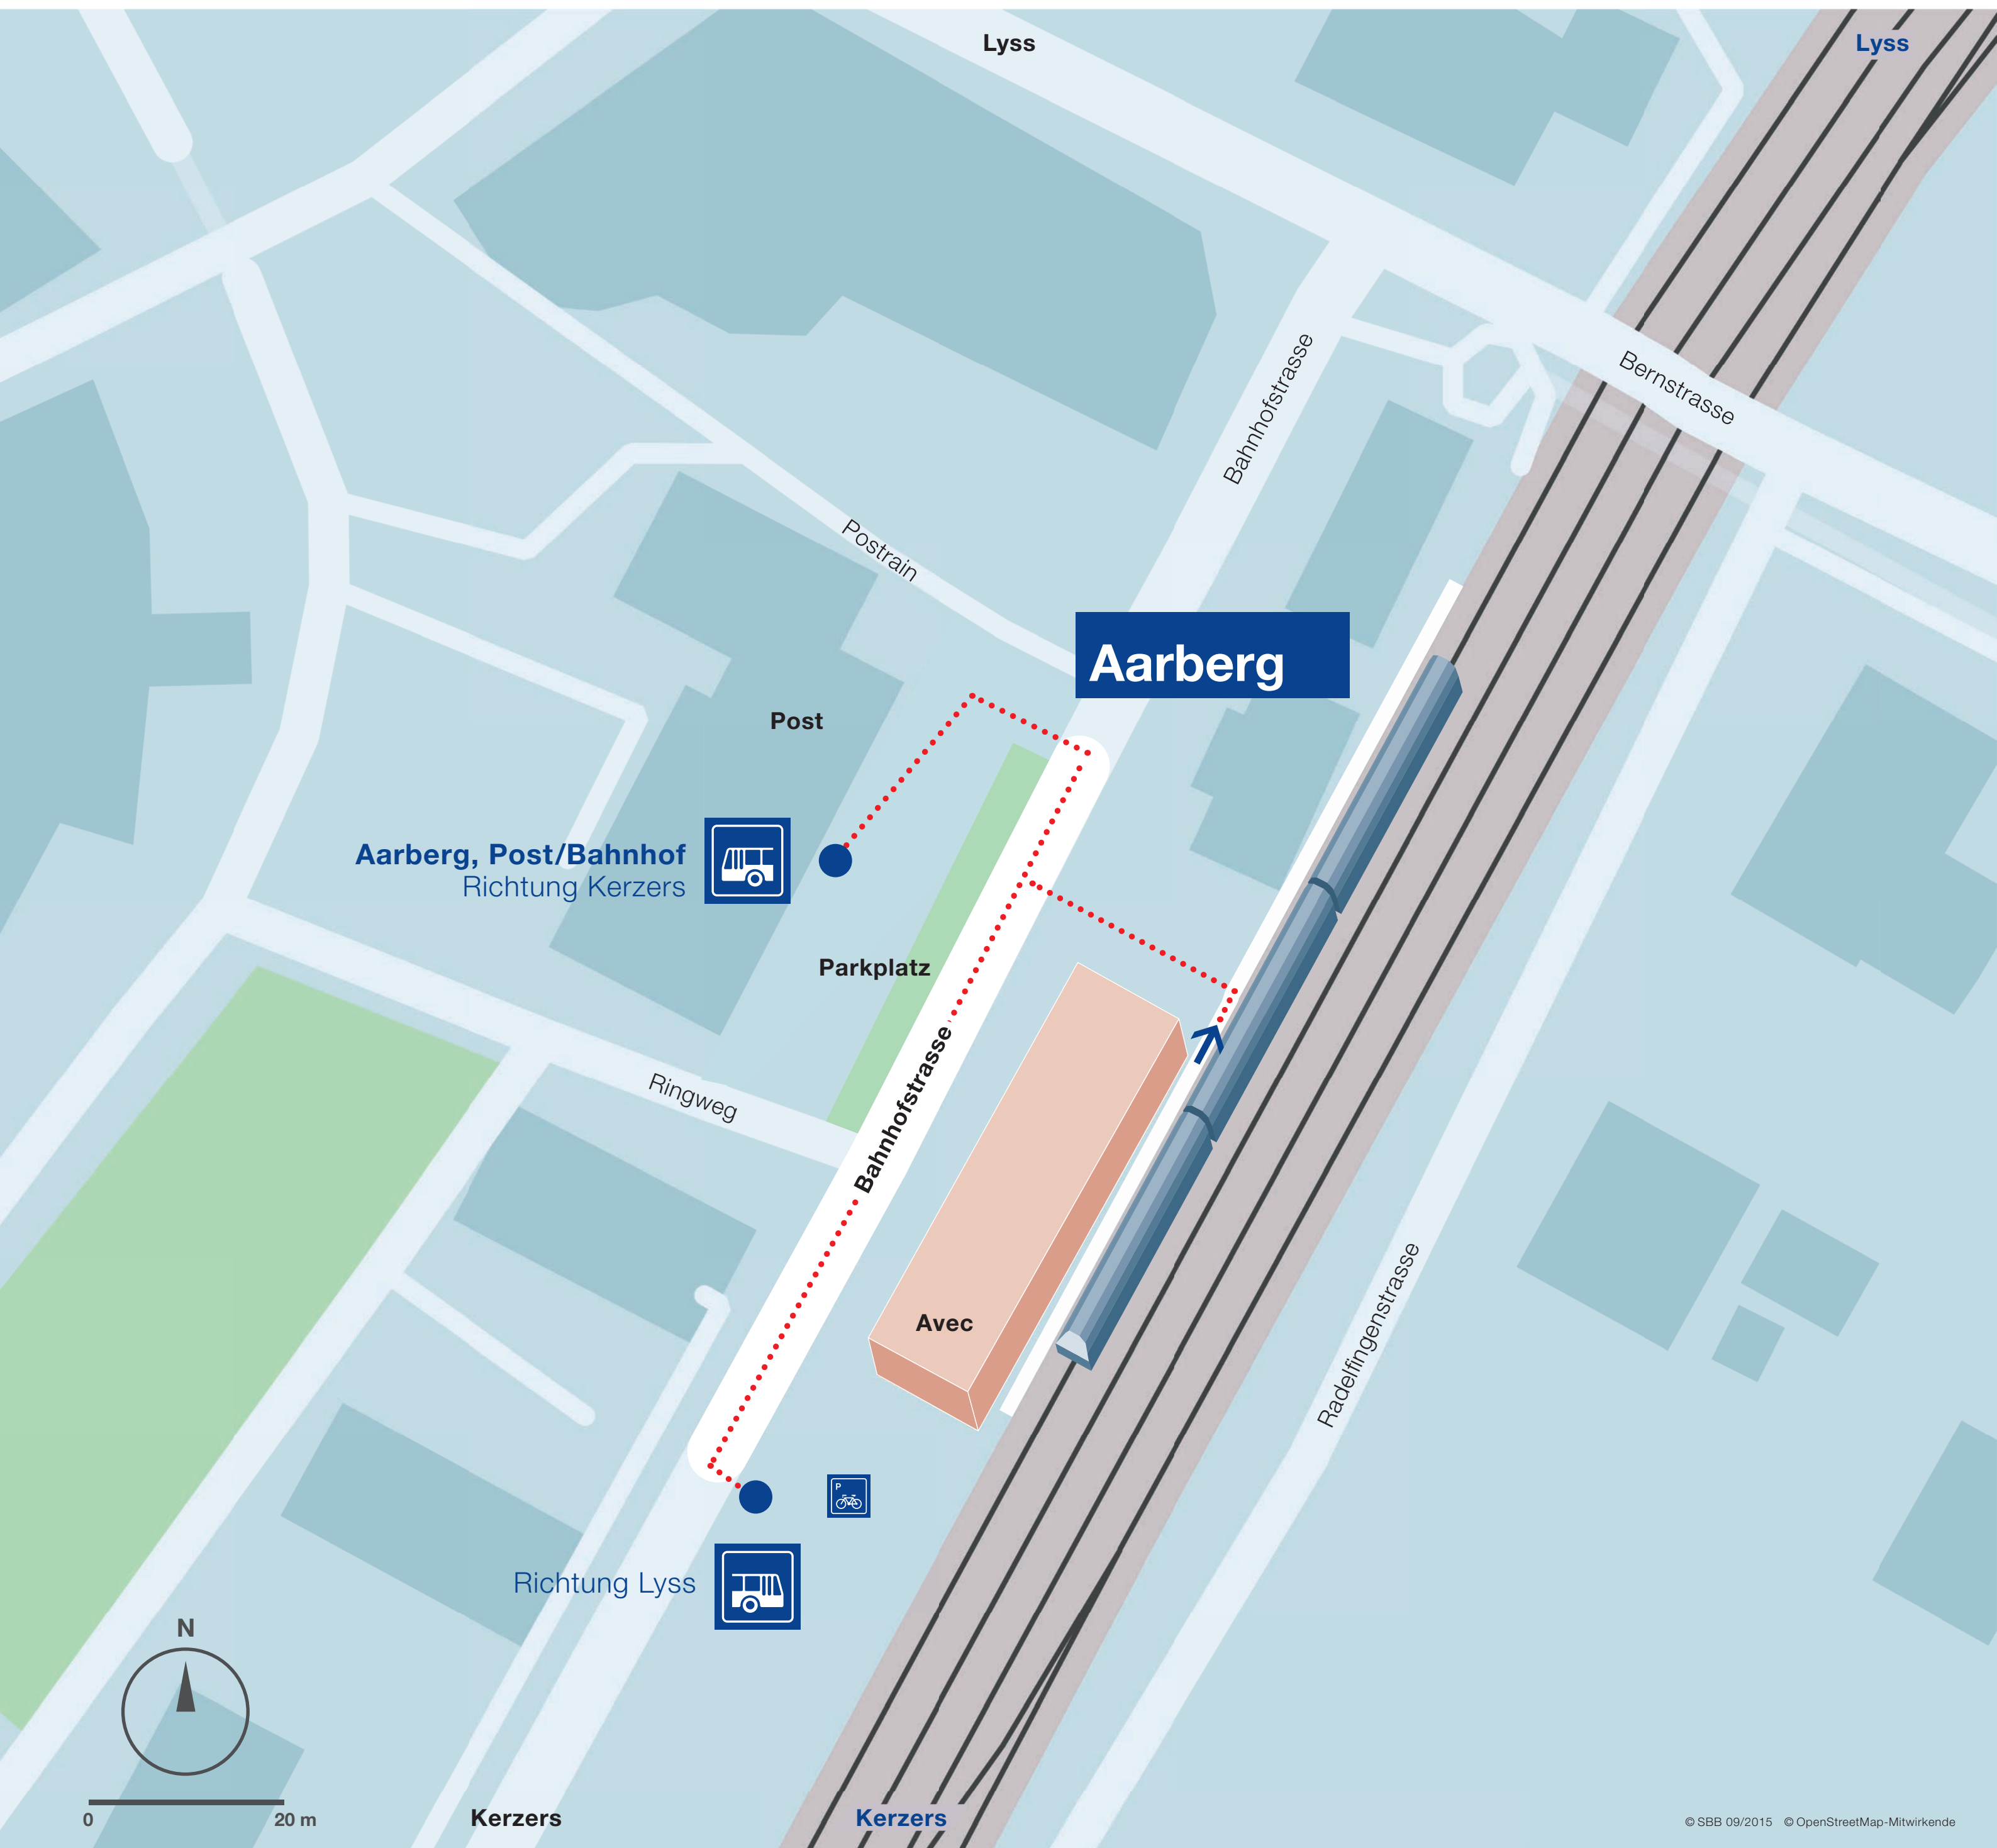 Lyss
Lyss
Bernstrasse
Bahnhofstrasse
Postrain
Aarberg
Post
Aarberg, Post/Bahnhof
Richtung Kerzers
Parkplatz
Bahnhofstrasse
Ringweg
Avec
Radelfingenstrasse
P
Richtung Lyss
N
0 20 m
Kerzers
Kerzers
© SBB 09/2015 © OpenStreetMap-Mitwirkende